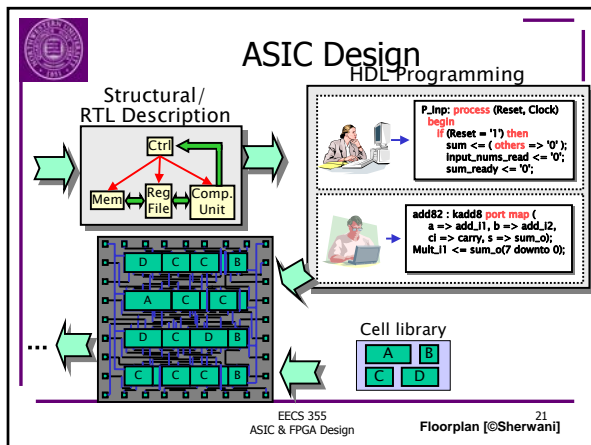 ASIC Design
Structural/
RTL Description
Ctrl
Mem
Reg
File
Comp.
Unit
HDL Programming
P_Inp: process (Reset, Clock)
begin
if (Reset = '1') then
sum <= ( others => '0' );
input_nums_read <= '0';
sum_ready <= '0';
add82 : kadd8 port map (
a => add_i1, b => add_i2,
ci => carry, s => sum_o);
Mult_i1 <= sum_o(7 downto 0);
D C C B
A C C
D C D B
C C C B
...
Cell library
A B
C D
EECS 355
ASIC & FPGA Design
21
Floorplan [©Sherwani]